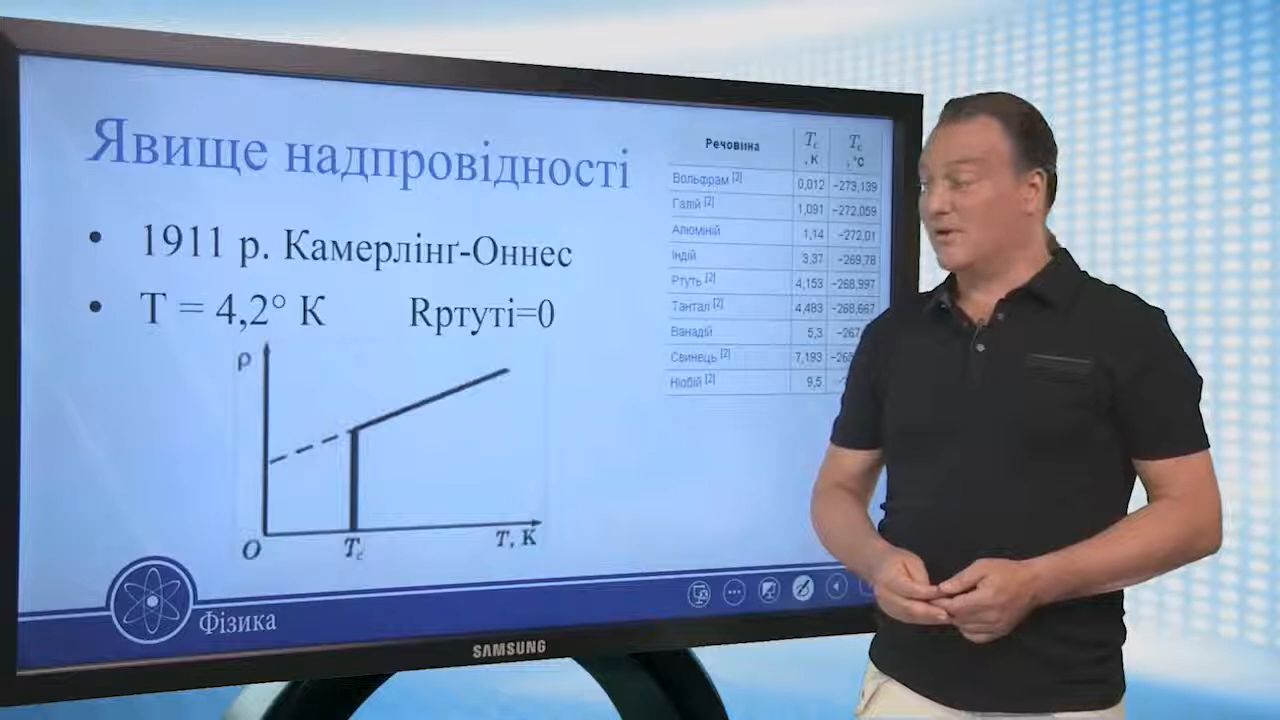 Явище надпровідності
• 1911 р. Камерлінґ-Оннес
• T = 4,2° K Rртуті=0
ρ
O
Tc
T, K
Речовина Tc , K Tc , °C
Вольфрам [2] 0,012 −273,139
Галій [2] 1,091 −272,059
Алюміній 1,14 −272,01
Індій 3,37 −269,78
Ртуть [2] 4,153 −268,997
Тантал [2] 4,483 −268,667
Ванадій 5,3 −267
Свинець [2] 7,193
Ніобій [2] 9,5
Фізика
SAMSUNG